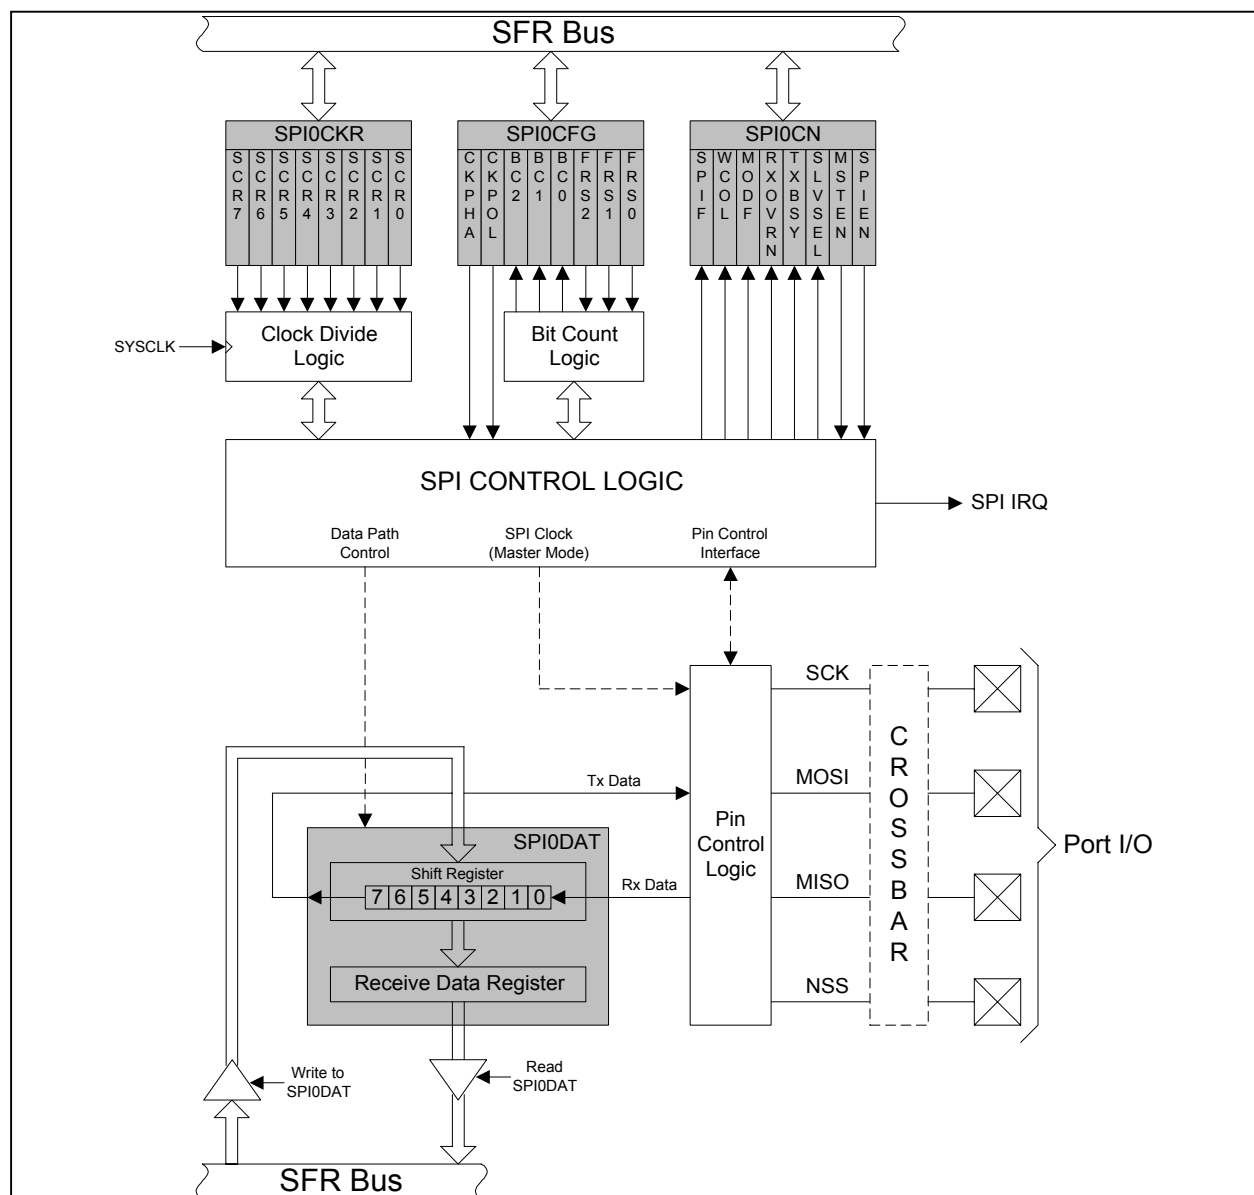 SFR Bus
SPI0CKR
SCR7 SCR6 SCR5 SCR4 SCR3 SCR2 SCR1 SCR0
SPI0CFG
CKPHA CKPOL BC2 BC1 BC0 FRS2 FRS1 FRS0
SPI0CN
SPIF WCOL MODF RXOVRN TXBSY SLVSEL MSTEN SPIEN
SYSCLK
Clock Divide
Logic
Bit Count
Logic
SPI CONTROL LOGIC
SPI IRQ
Data Path
Control
SPI Clock
(Master Mode)
Pin Control
Interface
SCK
MOSI
MISO
NSS
CROSSBAR
Port I/O
Pin
Control
Logic
Tx Data
SPI0DAT
Shift Register
7 6 5 4 3 2 1 0
Rx Data
Receive Data Register
Write to
SPI0DAT
Read
SPI0DAT
SFR Bus